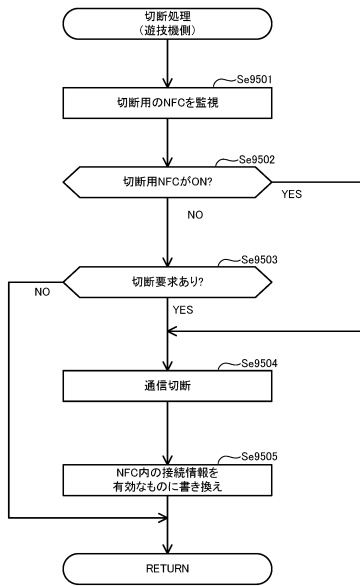 切断処理
(遊技機側)
Se9501
切断用のNFCを監視
Se9502
切断用NFCがON?
YES
NO
Se9503
切断要求あり?
NO
YES
Se9504
通信切断
Se9505
NFC内の接続情報を
有効なものに書き換え
RETURN